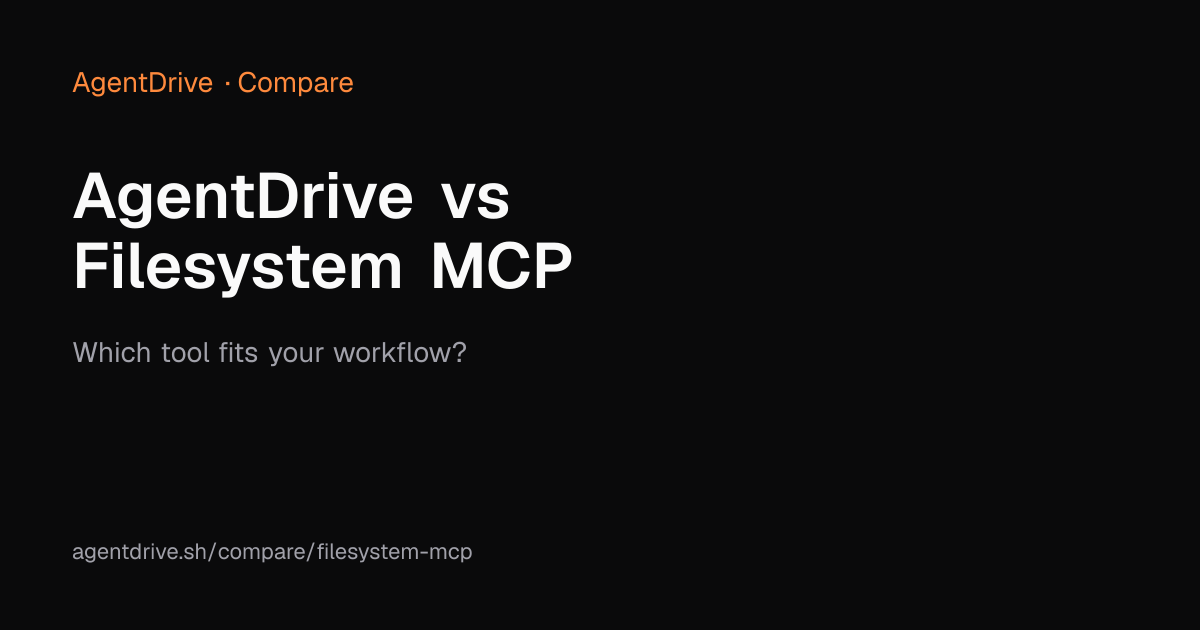 AgentDrive · Compare
AgentDrive vs
Filesystem MCP
Which tool fits your workflow?
agentdrive.sh/compare/filesystem-mcp